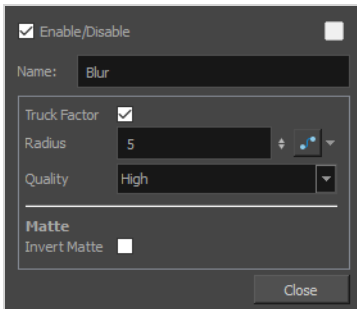 Enable/Disable
Name: Blur
Truck Factor
Radius 5
Quality High
Matte
Invert Matte
Close